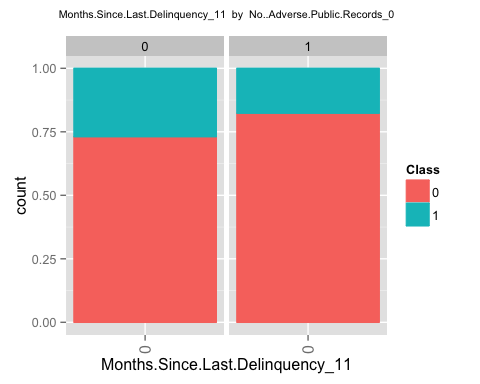 Months.Since.Last.Delinquency_11 by No..Adverse.Public.Records_0
0 1
1.00
0.75
0.50
0.25
0.00
count
0 0
Months.Since.Last.Delinquency_11
Class
0
1